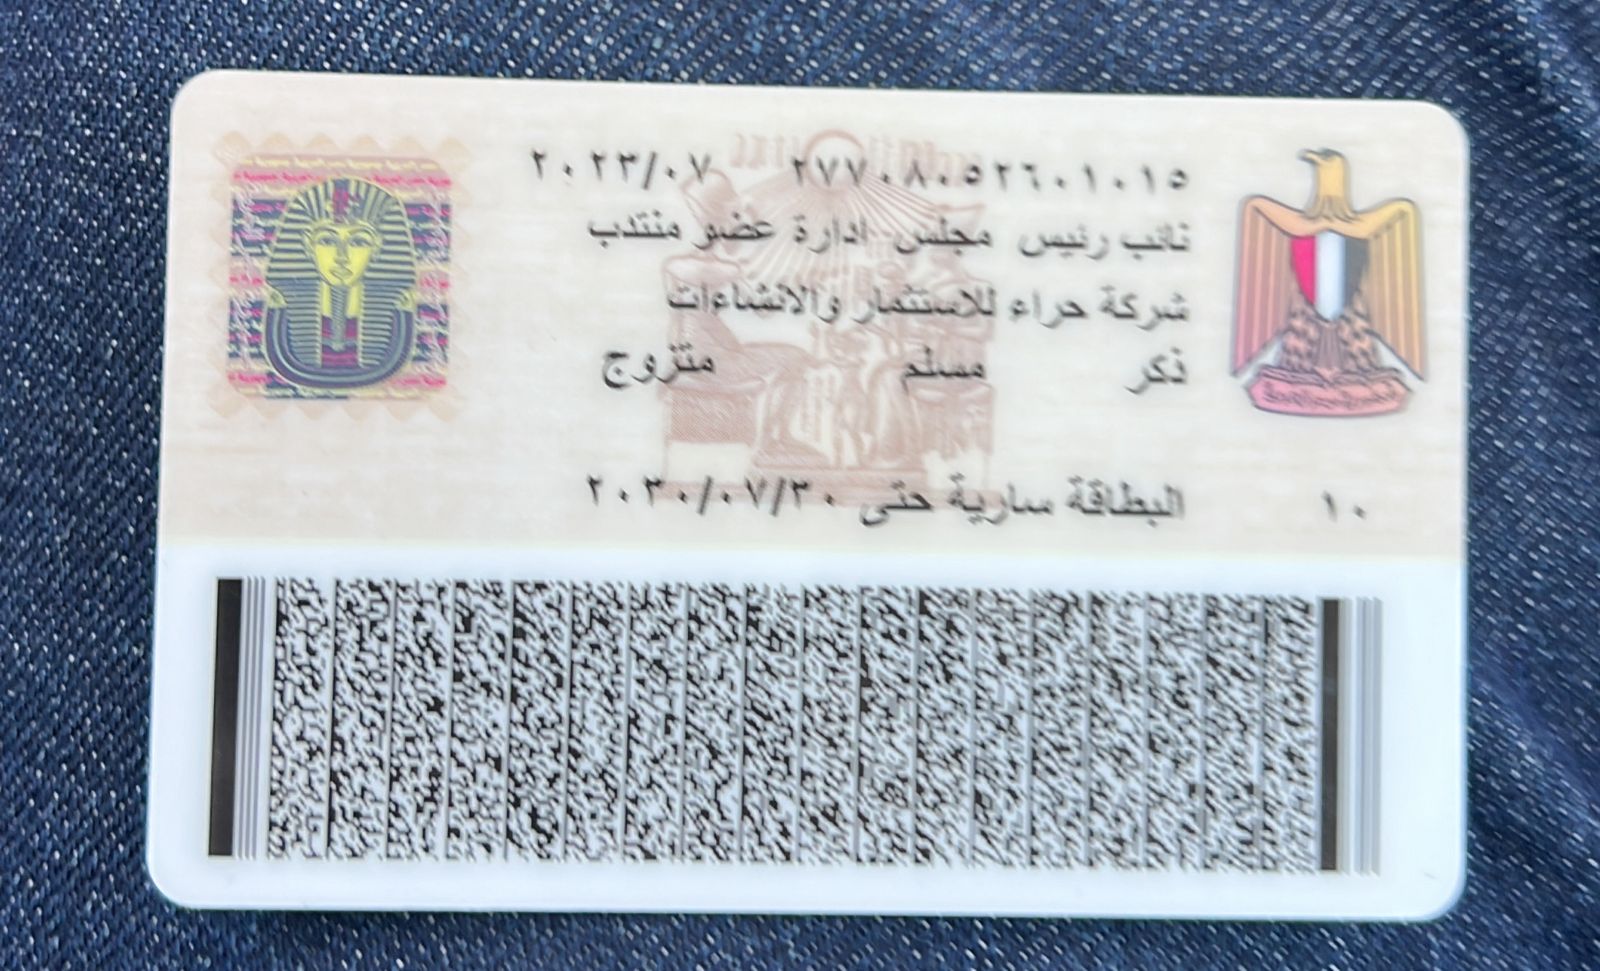 ٢٧٧٠٨٠٥٢٦٠١٠١٥ ٢٠٢٣/٠٧
نائب رئيس مجلس ادارة عضو منتدب
شركة حراء للاستثمار والانشاءات
ذكر مسلم متزوج
البطاقة سارية حتى ٢٠٣٠/٠٧/٣٠
١٠